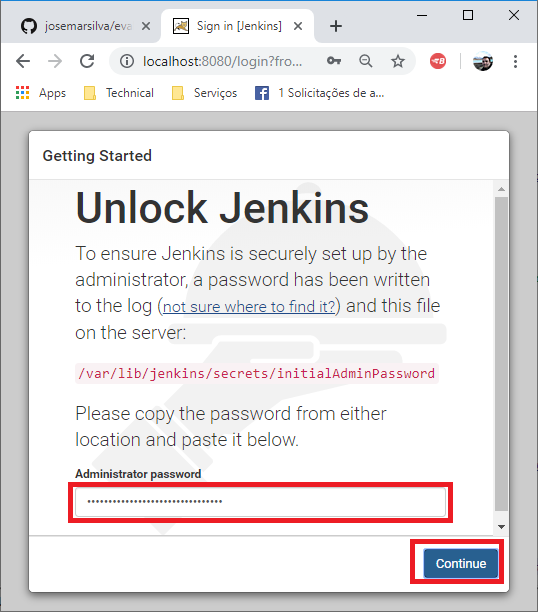 josemarsilva/eva
Sign in [Jenkins]
localhost:8080/login?fro...
Apps
Technical
Serviços
1 Solicitações de a...
Getting Started
Unlock Jenkins
To ensure Jenkins is securely set up by the
administrator, a password has been written
to the log (not sure where to find it?) and this file
on the server:
/var/lib/jenkins/secrets/initialAdminPassword
Please copy the password from either
location and paste it below.
Administrator password
••••••••••••••••••••••••••••••••
Continue